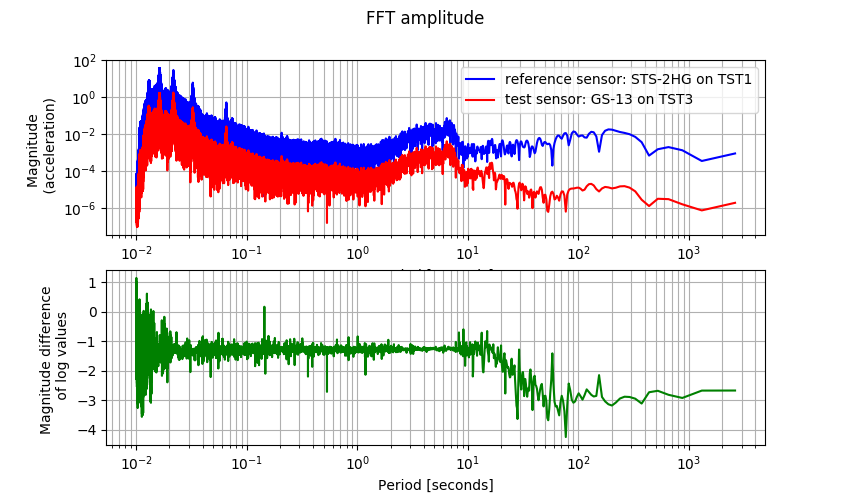 FFT amplitude
Magnitude
(acceleration)
10²
10⁰
10⁻²
10⁻⁴
10⁻⁶
reference sensor: STS-2HG on TST1
test sensor: GS-13 on TST3
10⁻² 10⁻¹ 10⁰ 10¹ 10² 10³
Magnitude difference
of log values
1
0
−1
−2
−3
−4
10⁻² 10⁻¹ 10⁰ 10¹ 10² 10³
Period [seconds]